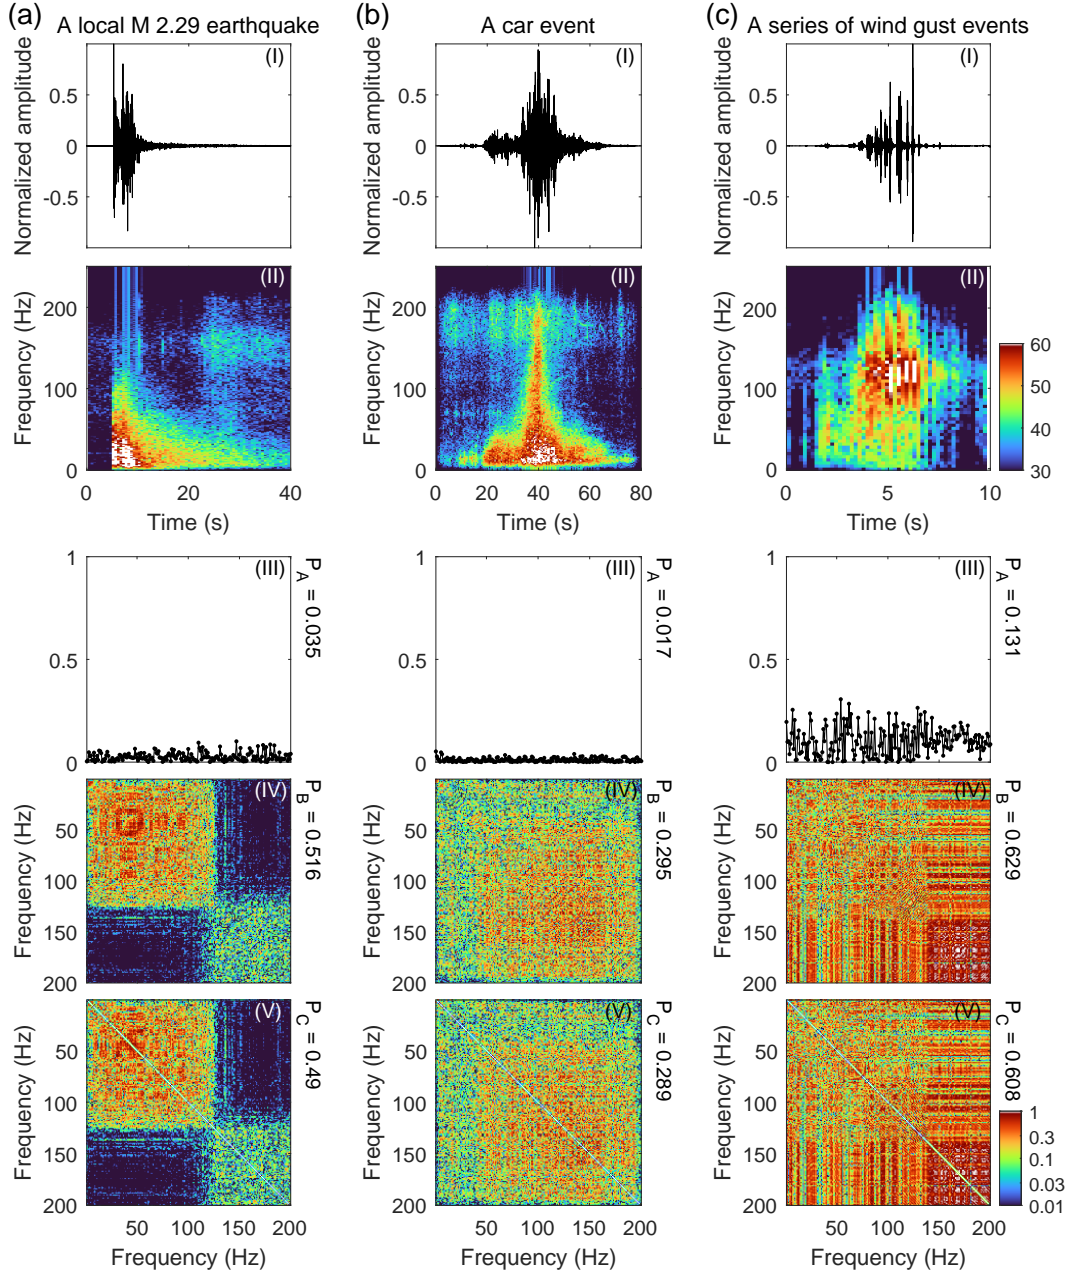 (a) (b) (c)
A local M 2.29 earthquake A car event A series of wind gust events
Normalized amplitude Normalized amplitude Normalized amplitude
(I) (I) (I)
0.5 0.5 0.5
0 0 0
-0.5 -0.5 -0.5
Frequency (Hz) Frequency (Hz) Frequency (Hz)
(II) (II) (II)
200 200 200
100 100 100
0 0 0
60
50
40
30
0 20 40 0 20 40 60 80 0 5 10
Time (s) Time (s) Time (s)
1 1 1
(III) (III) (III)
0.5 0.5 0.5
0 0 0
P_A = 0.035 P_A = 0.017 P_A = 0.131
Frequency (Hz) Frequency (Hz) Frequency (Hz)
(IV) (IV) (IV)
50 50 50
100 100 100
150 150 150
200 200 200
P_B = 0.516 P_B = 0.295 P_B = 0.629
Frequency (Hz) Frequency (Hz) Frequency (Hz)
(V) (V) (V)
50 50 50
100 100 100
150 150 150
200 200 200
P_C = 0.49 P_C = 0.289 P_C = 0.608
1
0.3
0.1
0.03
0.01
50 100 150 200 50 100 150 200 50 100 150 200
Frequency (Hz) Frequency (Hz) Frequency (Hz)